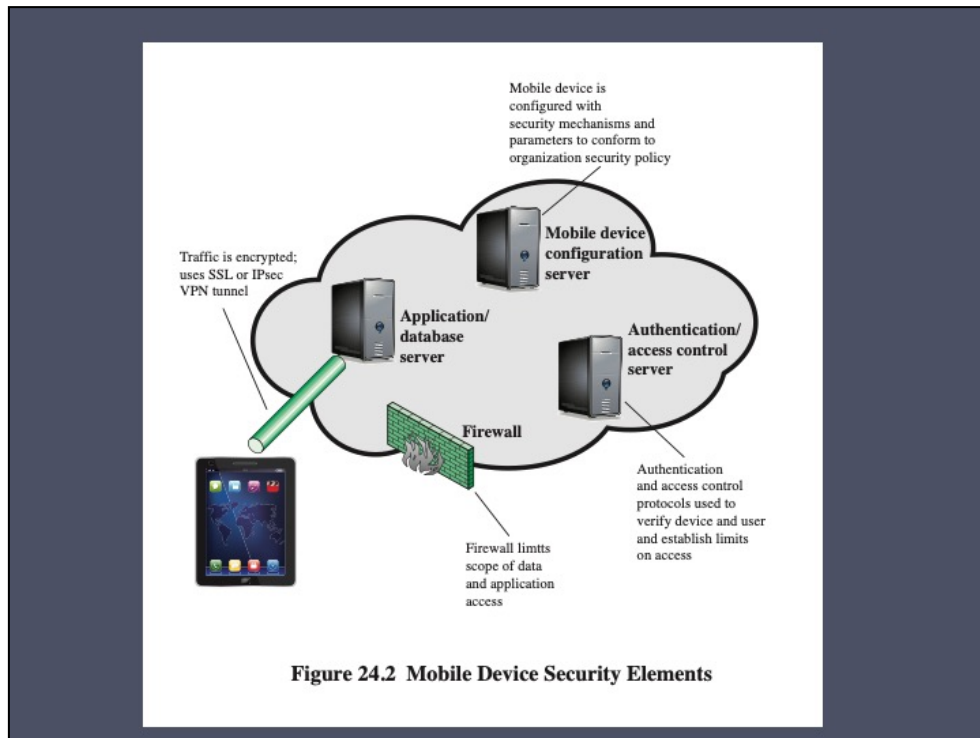 Mobile device is
configured with
security mechanisms and
parameters to conform to
organization security policy
Mobile device
configuration
server
Traffic is encrypted;
uses SSL or IPsec
VPN tunnel
Application/
database
server
Authentication/
access control
server
Firewall
Authentication
and access control
protocols used to
verify device and user
and establish limits
on access
Firewall limtts
scope of data
and application
access
Figure 24.2 Mobile Device Security Elements